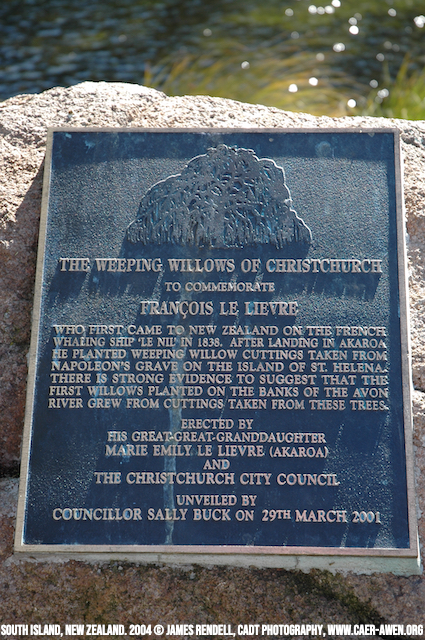 THE WEEPING WILLOWS OF CHRISTCHURCH
TO COMMEMORATE
FRANÇOIS LE LIEVRE
WHO FIRST CAME TO NEW ZEALAND ON THE FRENCH
WHALING SHIP 'LE NIL' IN 1838. AFTER LANDING IN AKAROA
HE PLANTED WEEPING WILLOW CUTTINGS TAKEN FROM
NAPOLEON'S GRAVE ON THE ISLAND OF ST. HELENA.
THERE IS STRONG EVIDENCE TO SUGGEST THAT THE
FIRST WILLOWS PLANTED ON THE BANKS OF THE AVON
RIVER GREW FROM CUTTINGS TAKEN FROM THESE TREES.
ERECTED BY
HIS GREAT-GREAT-GRANDDAUGHTER
MARIE EMILY LE LIEVRE (AKAROA)
AND
THE CHRISTCHURCH CITY COUNCIL
UNVEILED BY
COUNCILLOR SALLY BUCK ON 29TH MARCH 2001
SOUTH ISLAND, NEW ZEALAND. 2004 © JAMES RENDELL, CADT PHOTOGRAPHY, WWW.CAER-AWEN.ORG